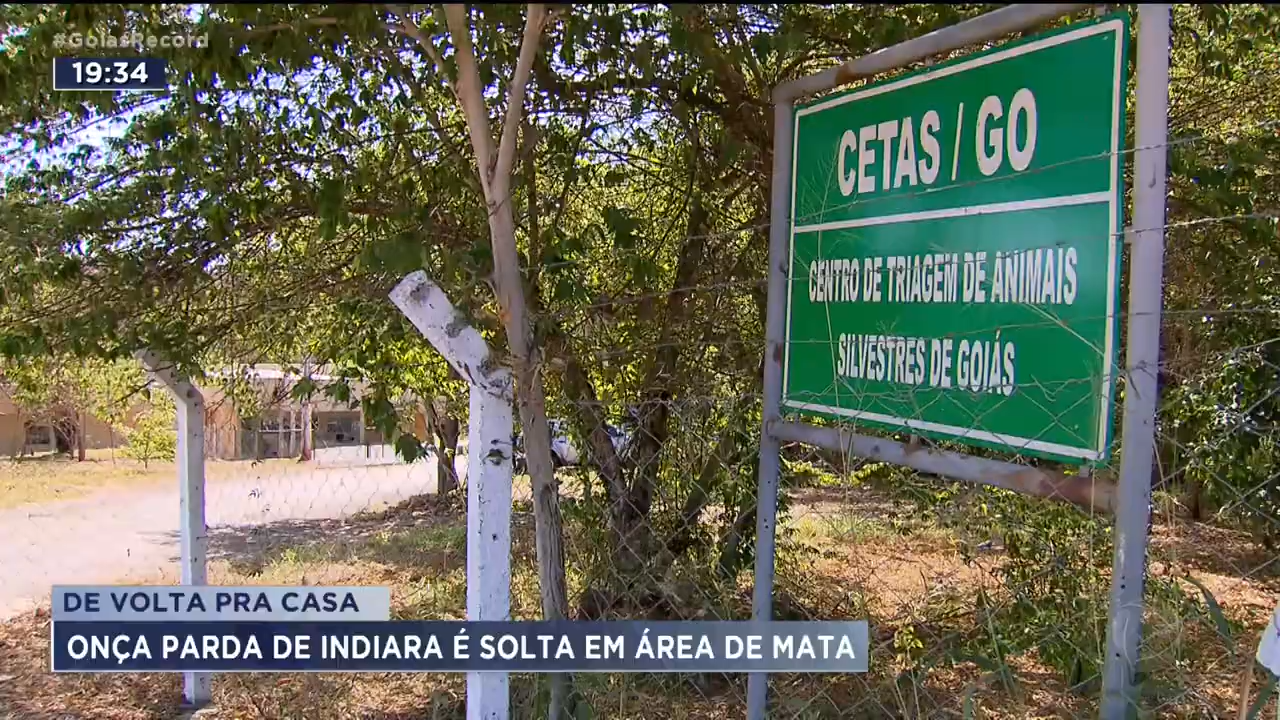 #GoiásRecord
19:34
CETAS / GO
CENTRO DE TRIAGEM DE ANIMAIS
SILVESTRES DE GOIÁS
DE VOLTA PRA CASA
ONÇA PARDA DE INDIARA É SOLTA EM ÁREA DE MATA